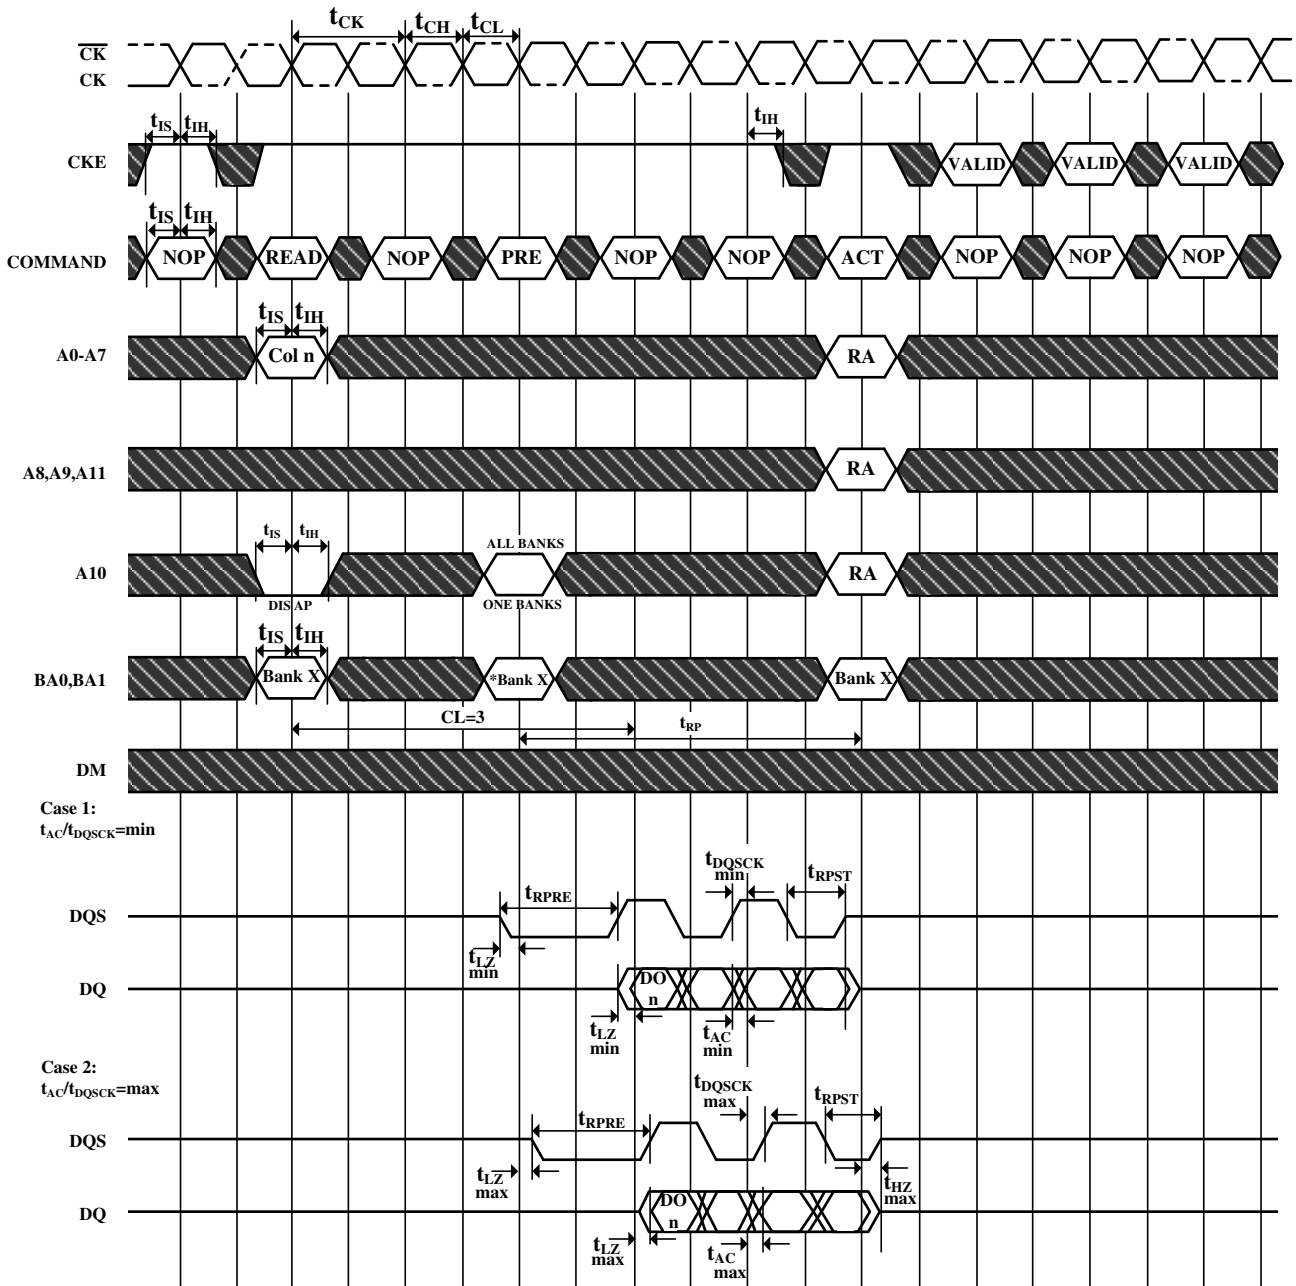 tCK tCH tCL
CK
CK
tIS tIH tIH
CKE VALID VALID VALID
tIS tIH
COMMAND NOP READ NOP PRE NOP NOP ACT NOP NOP NOP
tIS tIH
A0-A7 Col n RA
A8,A9,A11 RA
tIS tIH ALL BANKS
A10 RA
DIS AP ONE BANKS
tIS tIH
BA0,BA1 Bank X *Bank X Bank X
CL=3 tRP
DM
Case 1:
tAC/tDQSCK=min
tDQSCK min tRPST
tRPRE
DQS
tLZ min
DQ DO n
tLZ min tAC min
Case 2:
tAC/tDQSCK=max
tDQSCK max tRPST
tRPRE
DQS
tLZ max tHZ max
DQ DO n
tLZ max tAC max